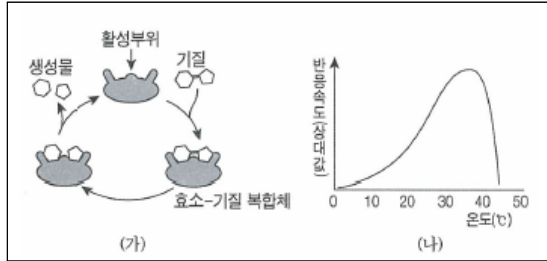 활성부위
생성물
기질
효소-기질 복합체
(가)
반응속도(상대값)
0 10 20 30 40 50
온도(℃)
(나)